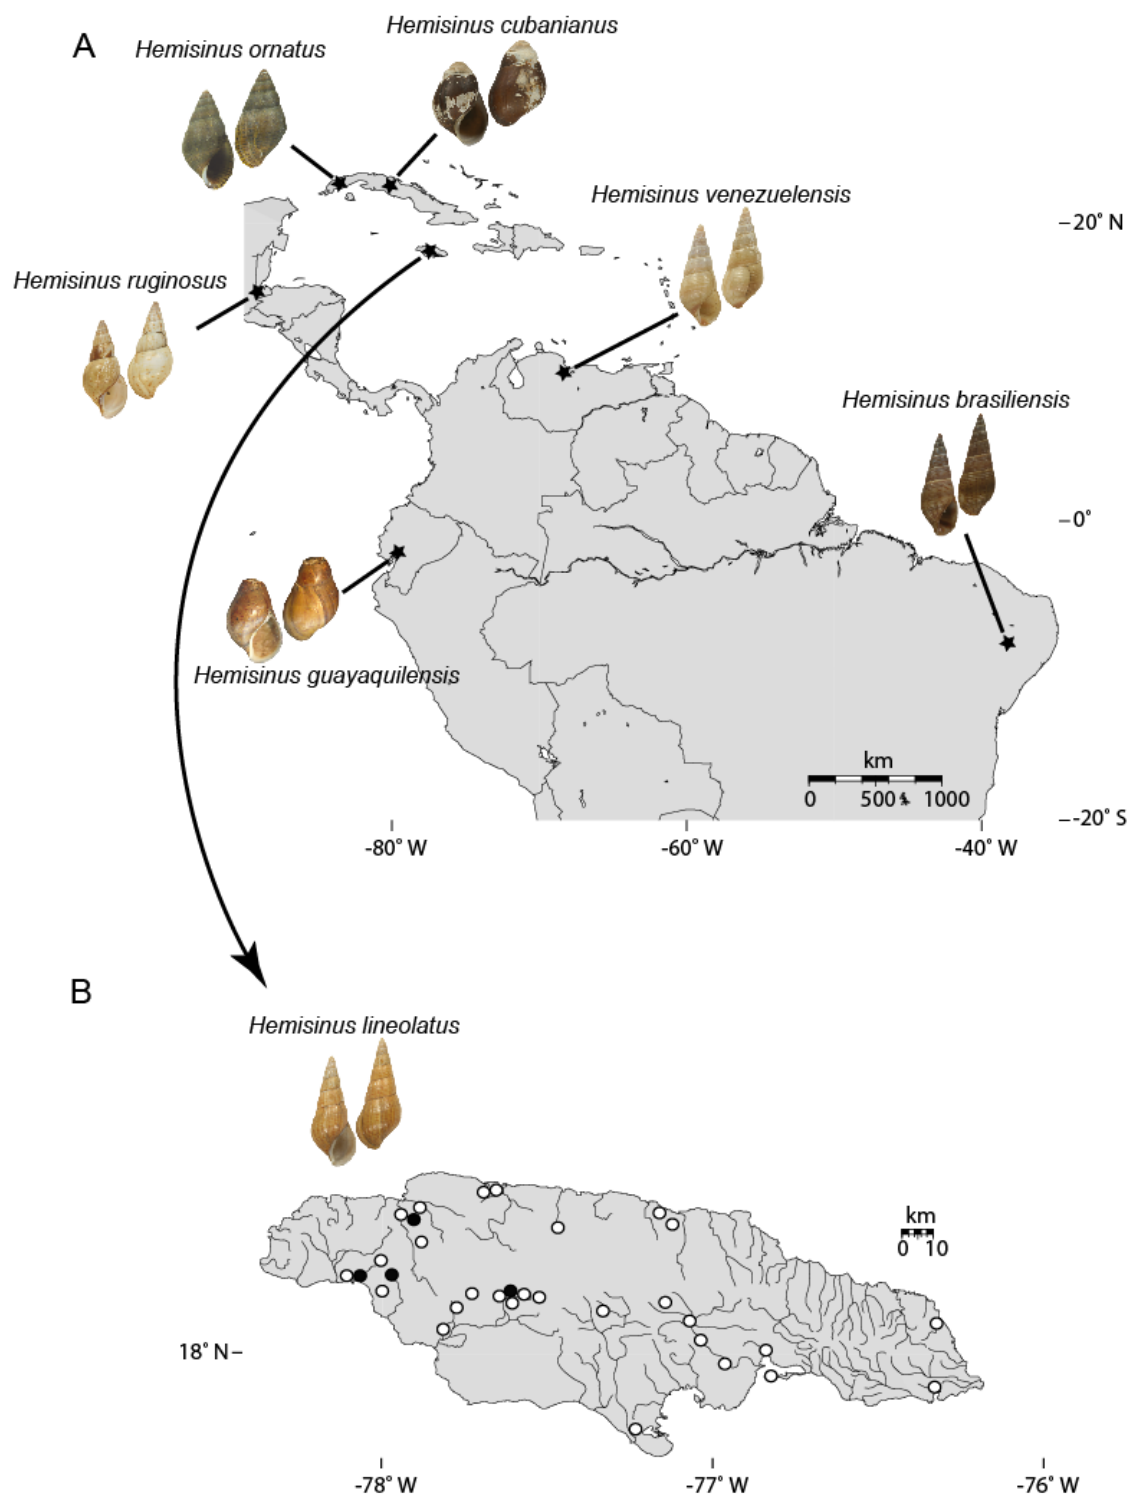 A
Hemisinus ornatus
Hemisinus cubanianus
Hemisinus venezuelensis
–20° N
Hemisinus ruginosus
Hemisinus brasiliensis
–0°
Hemisinus guayaquilensis
km
0 500 1000
–-20° S
-80° W -60° W -40° W
B
Hemisinus lineolatus
km
0 10
18° N–
-78° W -77° W -76° W